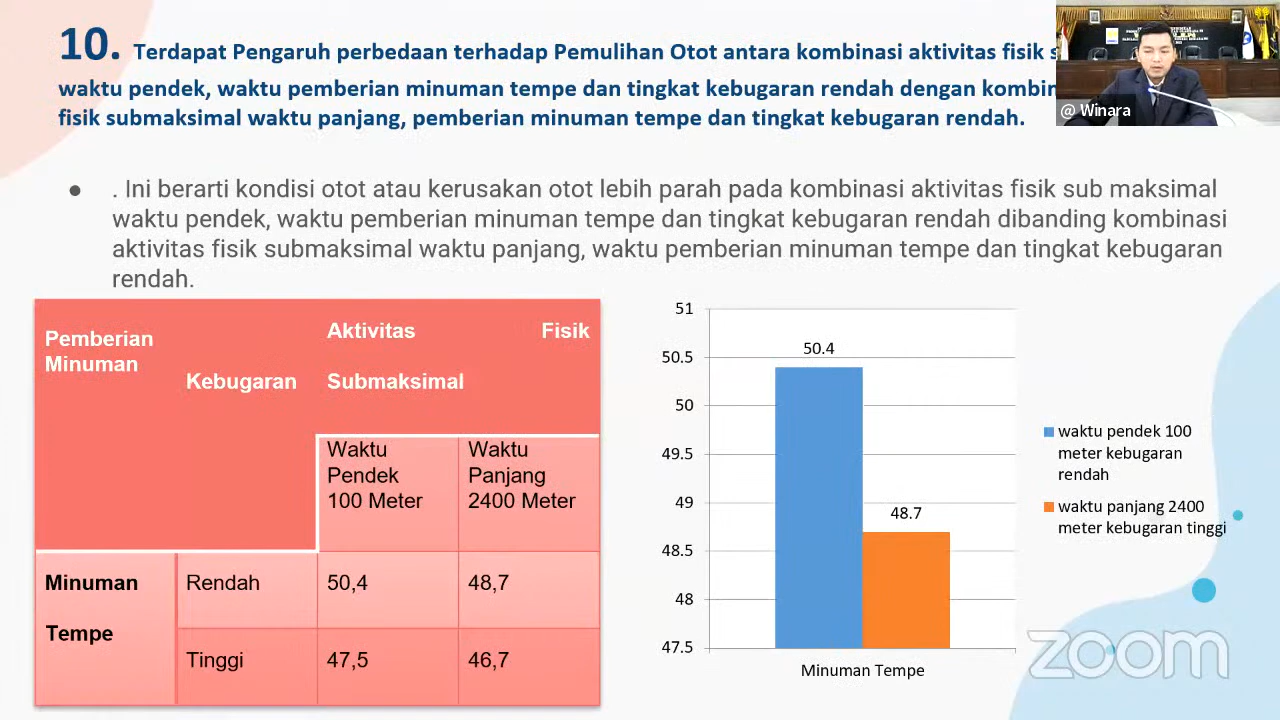 10. Terdapat Pengaruh perbedaan terhadap Pemulihan Otot antara kombinasi aktivitas fisik
waktu pendek, waktu pemberian minuman tempe dan tingkat kebugaran rendah dengan
fisik submaksimal waktu panjang, pemberian minuman tempe dan tingkat kebugaran rendah.
@ Winara
● . Ini berarti kondisi otot atau kerusakan otot lebih parah pada kombinasi aktivitas fisik sub maksimal
waktu pendek, waktu pemberian minuman tempe dan tingkat kebugaran rendah dibanding kombinasi
aktivitas fisik submaksimal waktu panjang, waktu pemberian minuman tempe dan tingkat kebugaran
rendah.
Pemberian
Minuman
Kebugaran
Aktivitas Fisik
Submaksimal
Waktu
Pendek
100 Meter
Waktu
Panjang
2400 Meter
Minuman
Tempe
Rendah
50,4
48,7
Tinggi
47,5
46,7
51
50.5
50
49.5
49
48.5
48
47.5
50.4
48.7
Minuman Tempe
waktu pendek 100
meter kebugaran
rendah
waktu panjang 2400
meter kebugaran tinggi
zoom